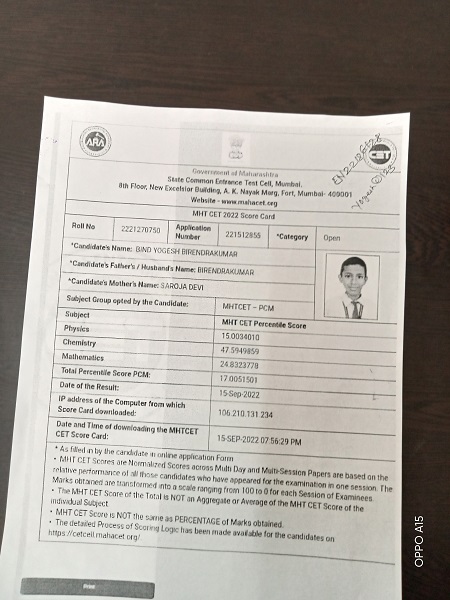 ARA
CET
EN22126128
Yogesh@123
Government of Maharashtra
State Common Entrance Test Cell, Mumbai.
8th Floor, New Excelsior Building, A. K. Nayak Marg, Fort, Mumbai- 400001
Website - www.mahacet.org
MHT CET 2022 Score Card
Roll No 2221270750 Application Number 221512855 *Category Open
*Candidate's Name: BIND YOGESH BIRENDRAKUMAR
*Candidate's Father's / Husband's Name: BIRENDRAKUMAR
*Candidate's Mother's Name: SAROJA DEVI
Subject Group opted by the Candidate: MHTCET - PCM
Subject MHT CET Percentile Score
Physics 15.0034010
Chemistry 47.5949859
Mathematics 24.8323778
Total Percentile Score PCM: 17.0051501
Date of the Result: 15-Sep-2022
IP address of the Computer from which
Score Card downloaded: 106.210.131.234
Date and Time of downloading the MHTCET
CET Score Card: 15-SEP-2022 07:56:29 PM
* As filled in by the candidate in online application Form
• MHT CET Scores are Normalized Scores across Multi Day and Multi-Session Papers are based on the
relative performance of all those candidates who have appeared for the examination in one session. The
Marks obtained are transformed into a scale ranging from 100 to 0 for each Session of Examinees.
• The MHT CET Score of the Total is NOT an Aggregate or Average of the MHT CET Score of the
individual Subject
• MHT CET Score is NOT the same as PERCENTAGE of Marks obtained.
• The detailed Process of Scoring Logic has been made available for the candidates on
https://cetcell.mahacet.org/
Print
OPPO A15